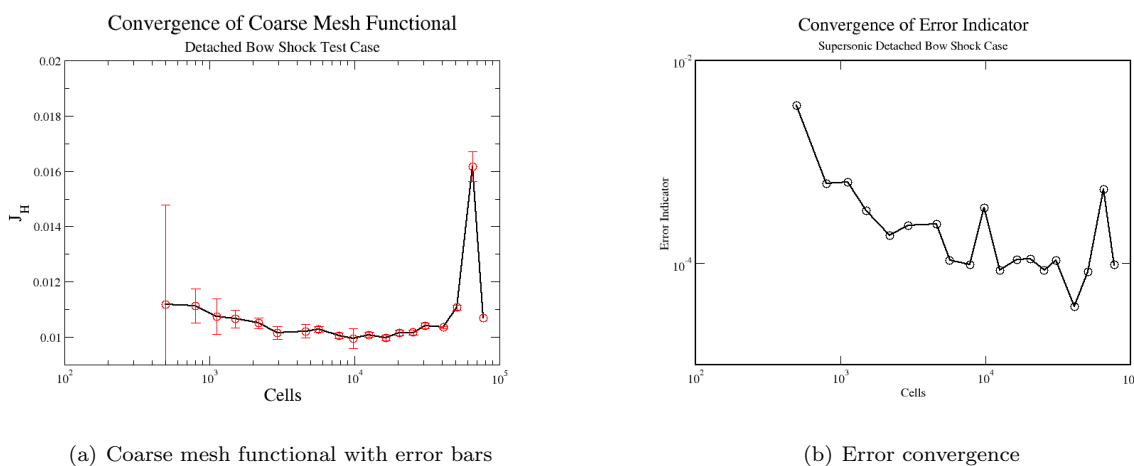 Convergence of Coarse Mesh Functional
Detached Bow Shock Test Case
0.02
0.018
0.016
0.014
0.012
0.01
J_H
10^2
10^3
10^4
10^5
Cells
(a) Coarse mesh functional with error bars
Convergence of Error Indicator
Supersonic Detached Bow Shock Case
10^-2
10^-4
Error Indicator
10^2
10^3
10^4
10
Cells
(b) Error convergence